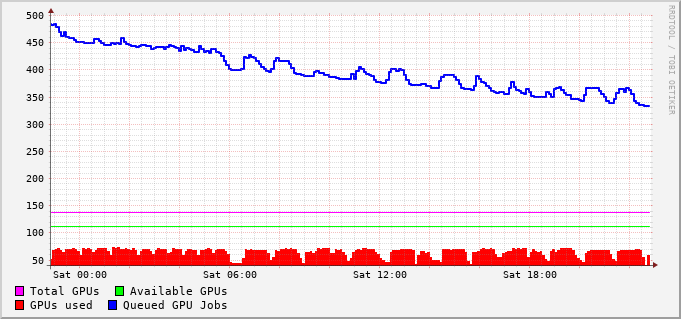 500
450
400
350
300
250
200
150
100
50
Sat 00:00 Sat 06:00 Sat 12:00 Sat 18:00
Total GPUs Available GPUs
GPUs used Queued GPU Jobs
RRDTOOL / TOBI OETIKER